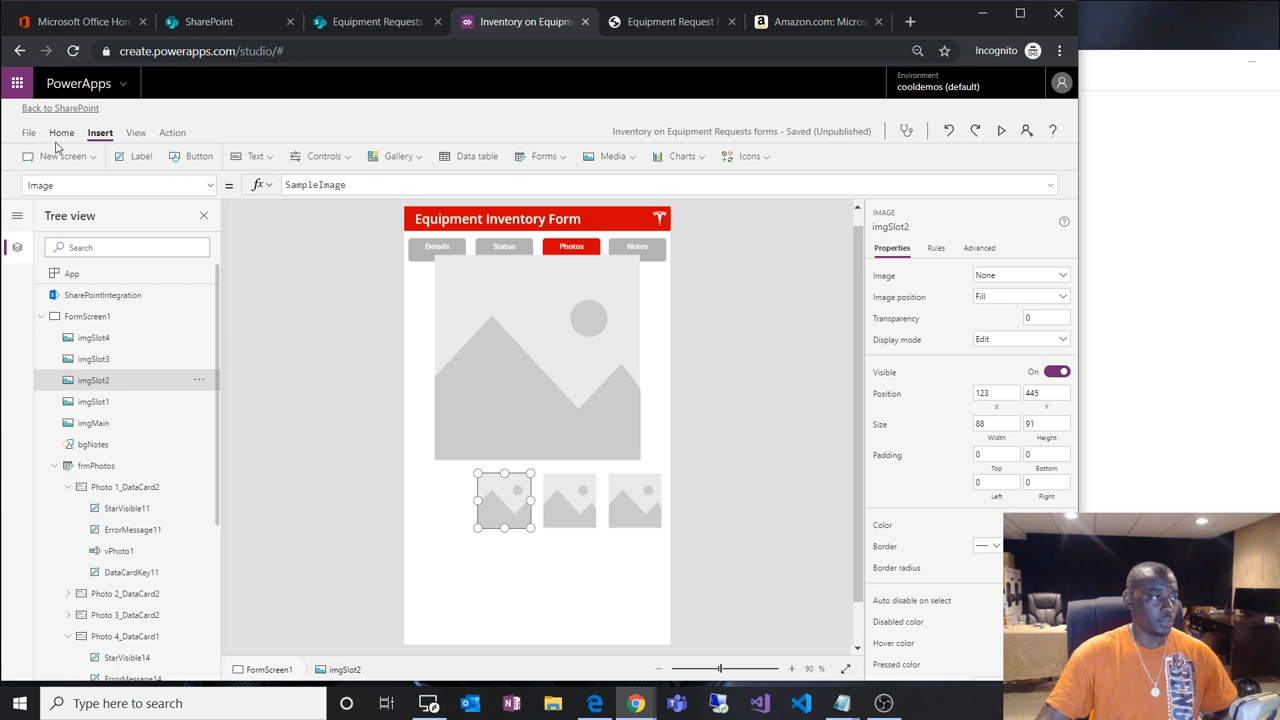 Microsoft Office Hom
SharePoint
Equipment Requests
Inventory on Equipm
Equipment Request F
Amazon.com: Micros
create.powerapps.com/studio/#
Incognito
PowerApps
Environment
cooldemos (default)
Back to SharePoint
File Home Insert View Action
Inventory on Equipment Requests forms - Saved (Unpublished)
New screen Label Button Text Controls Gallery Data table Forms Media Charts Icons
Image = fx SampleImage
Tree view
Search
App
SharePointIntegration
FormScreen1
imgSlot4
imgSlot3
imgSlot2
imgSlot1
imgMain
bgNotes
frmPhotos
Photo 1_DataCard2
StarVisible11
ErrorMessage11
vPhoto1
DataCardKey11
Photo 2_DataCard2
Photo 3_DataCard2
Photo 4_DataCard1
StarVisible14
ErrorMessage14
Equipment Inventory Form
Details Status Photos Notes
FormScreen1 imgSlot2
90 %
IMAGE
imgSlot2
Properties Rules Advanced
Image None
Image position Fill
Transparency 0
Display mode Edit
Visible On
Position 123 445
X Y
Size 88 91
Width Height
Padding 0 0
Top Bottom
0 0
Left Right
Color
Border
Border radius
Auto disable on select
Disabled color
Hover color
Pressed color
Type here to search